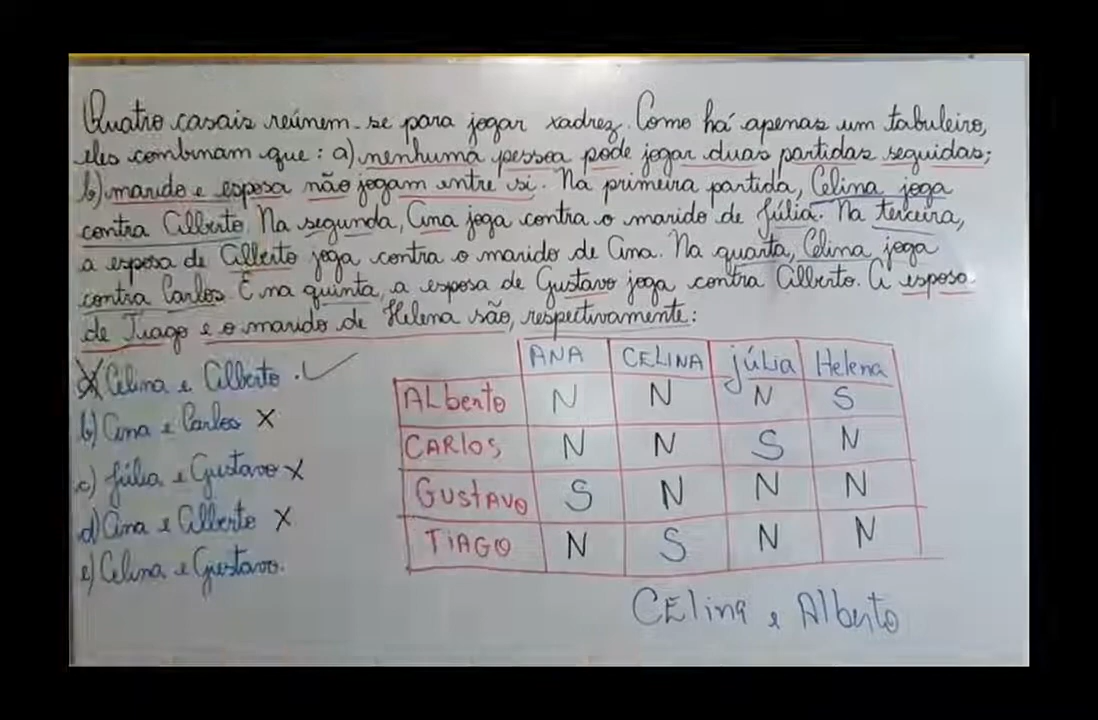 Quatro casais reúnem-se para jogar xadrez. Como há apenas um tabuleiro,
eles combinam que: a) nenhuma pessoa pode jogar duas partidas seguidas;
b) marido e esposa não jogam entre si. Na primeira partida, Celina joga
contra Alberto. Na segunda, Ana joga contra o marido de Júlia. Na terceira,
a esposa de Alberto joga contra o marido de Ana. Na quarta, Celina joga
contra Carlos. E na quinta, a esposa de Gustavo joga contra Alberto. A esposa
de Tiago e o marido de Helena são, respectivamente:
a) Celina e Alberto.
b) Ana e Carlos X
c) Júlia e Gustavo X
d) Ana e Alberto X
e) Celina e Gustavo.
ANA CELINA júlia Helena
ALberto N N N S
CARlOS N N S N
GUStAVO S N N N
TiAGO N S N N
CElina e Alberto